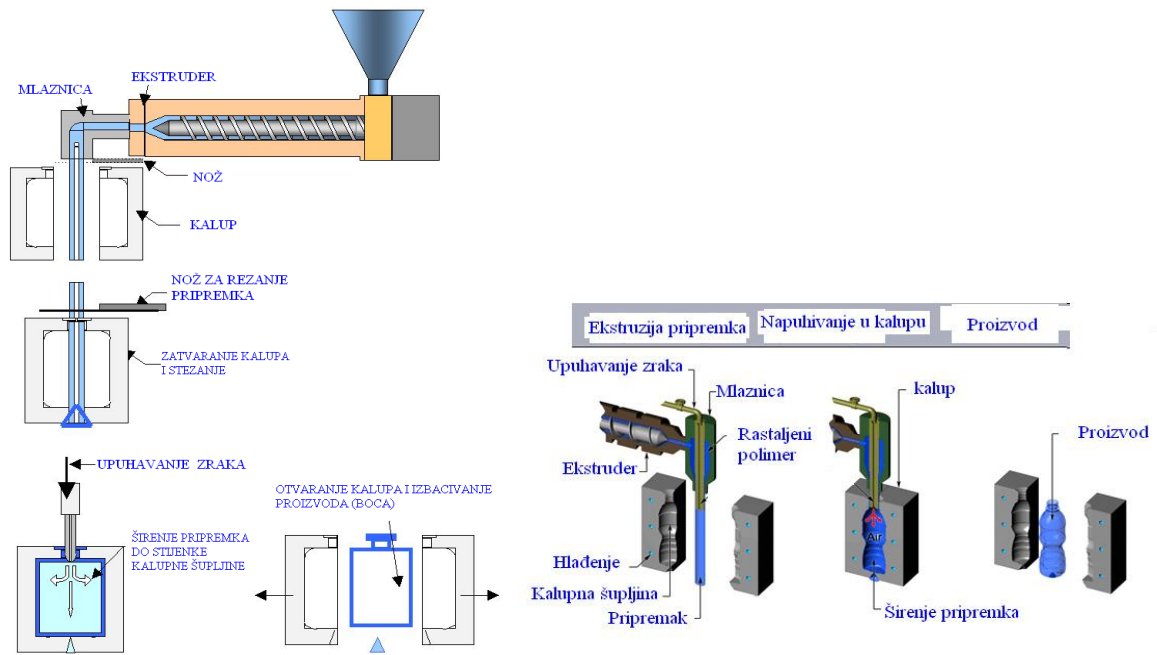 EKSTRUDER
MLAZNICA
NOŽ
KALUP
NOŽ ZA REZANJE
PRIPREMKA
ZATVARANJE KALUPA
I STEZANJE
UPUHAVANJE ZRAKA
ŠIRENJE PRIPREMKA
DO STIJENKE
KALUPNE ŠUPLJINE
OTVARANJE KALUPA I IZBACIVANJE
PROIZVODA (BOCA)
Ekstruzija pripremka
Napuhivanje u kalupu
Proizvod
Upuhavanje zraka
Mlaznica
Rastaljeni
polimer
Ekstruder
Hlađenje
Kalupna šupljina
Pripremak
kalup
Air
Širenje pripremka
Proizvod